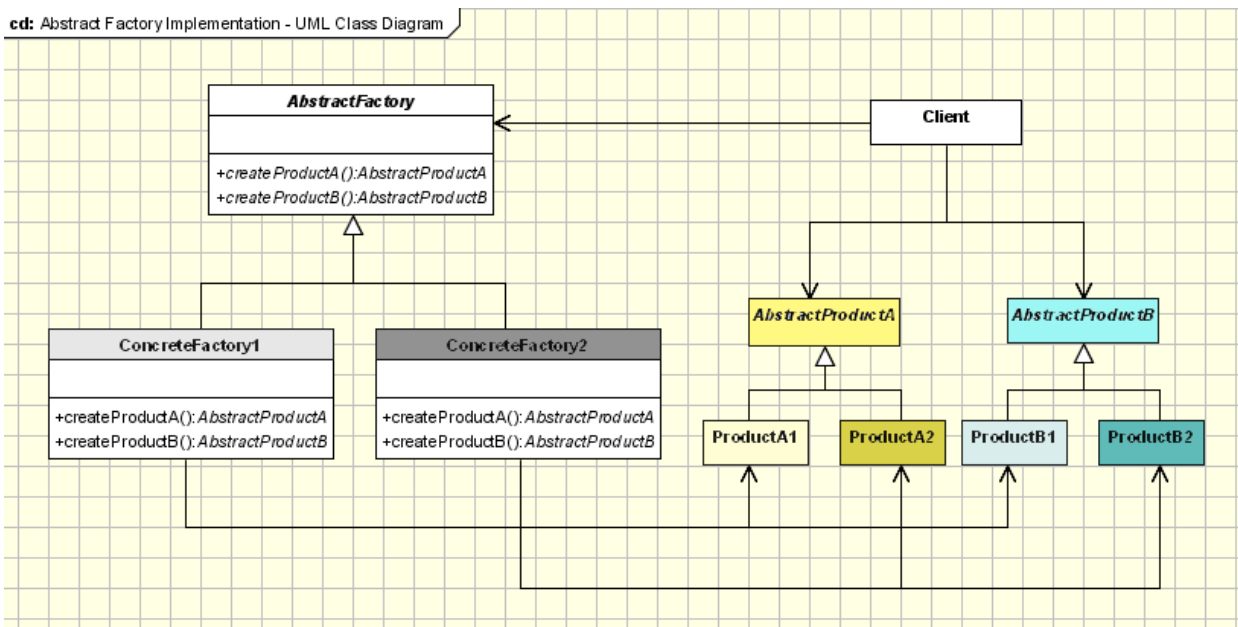 cd: Abstract Factory Implementation - UML Class Diagram
AbstractFactory
+createProductA():AbstractProductA
+createProductB():AbstractProductB
Client
ConcreteFactory1
+createProductA():AbstractProductA
+createProductB():AbstractProductB
ConcreteFactory2
+createProductA():AbstractProductA
+createProductB():AbstractProductB
AbstractProductA
AbstractProductB
ProductA1
ProductA2
ProductB1
ProductB2